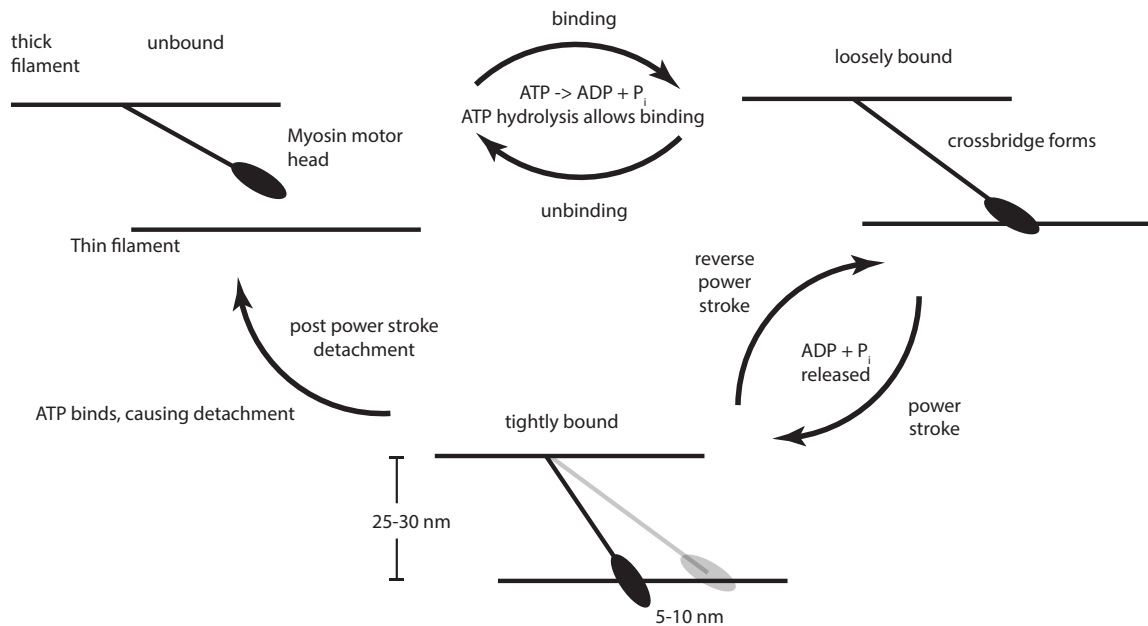 thick
filament
unbound
binding
loosely bound
ATP -> ADP + Pi
ATP hydrolysis allows binding
Myosin motor
head
crossbridge forms
unbinding
Thin filament
reverse
power
stroke
post power stroke
detachment
ADP + Pi
released
ATP binds, causing detachment
power
stroke
tightly bound
25-30 nm
5-10 nm